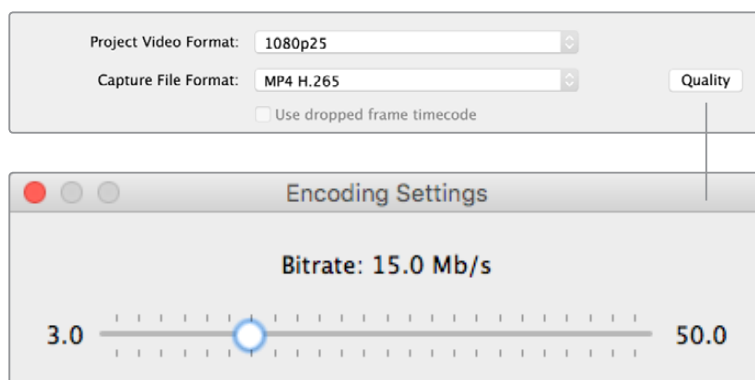 Project Video Format: 1080p25
Capture File Format: MP4 H.265 Quality
Use dropped frame timecode
Encoding Settings
Bitrate: 15.0 Mb/s
3.0 50.0